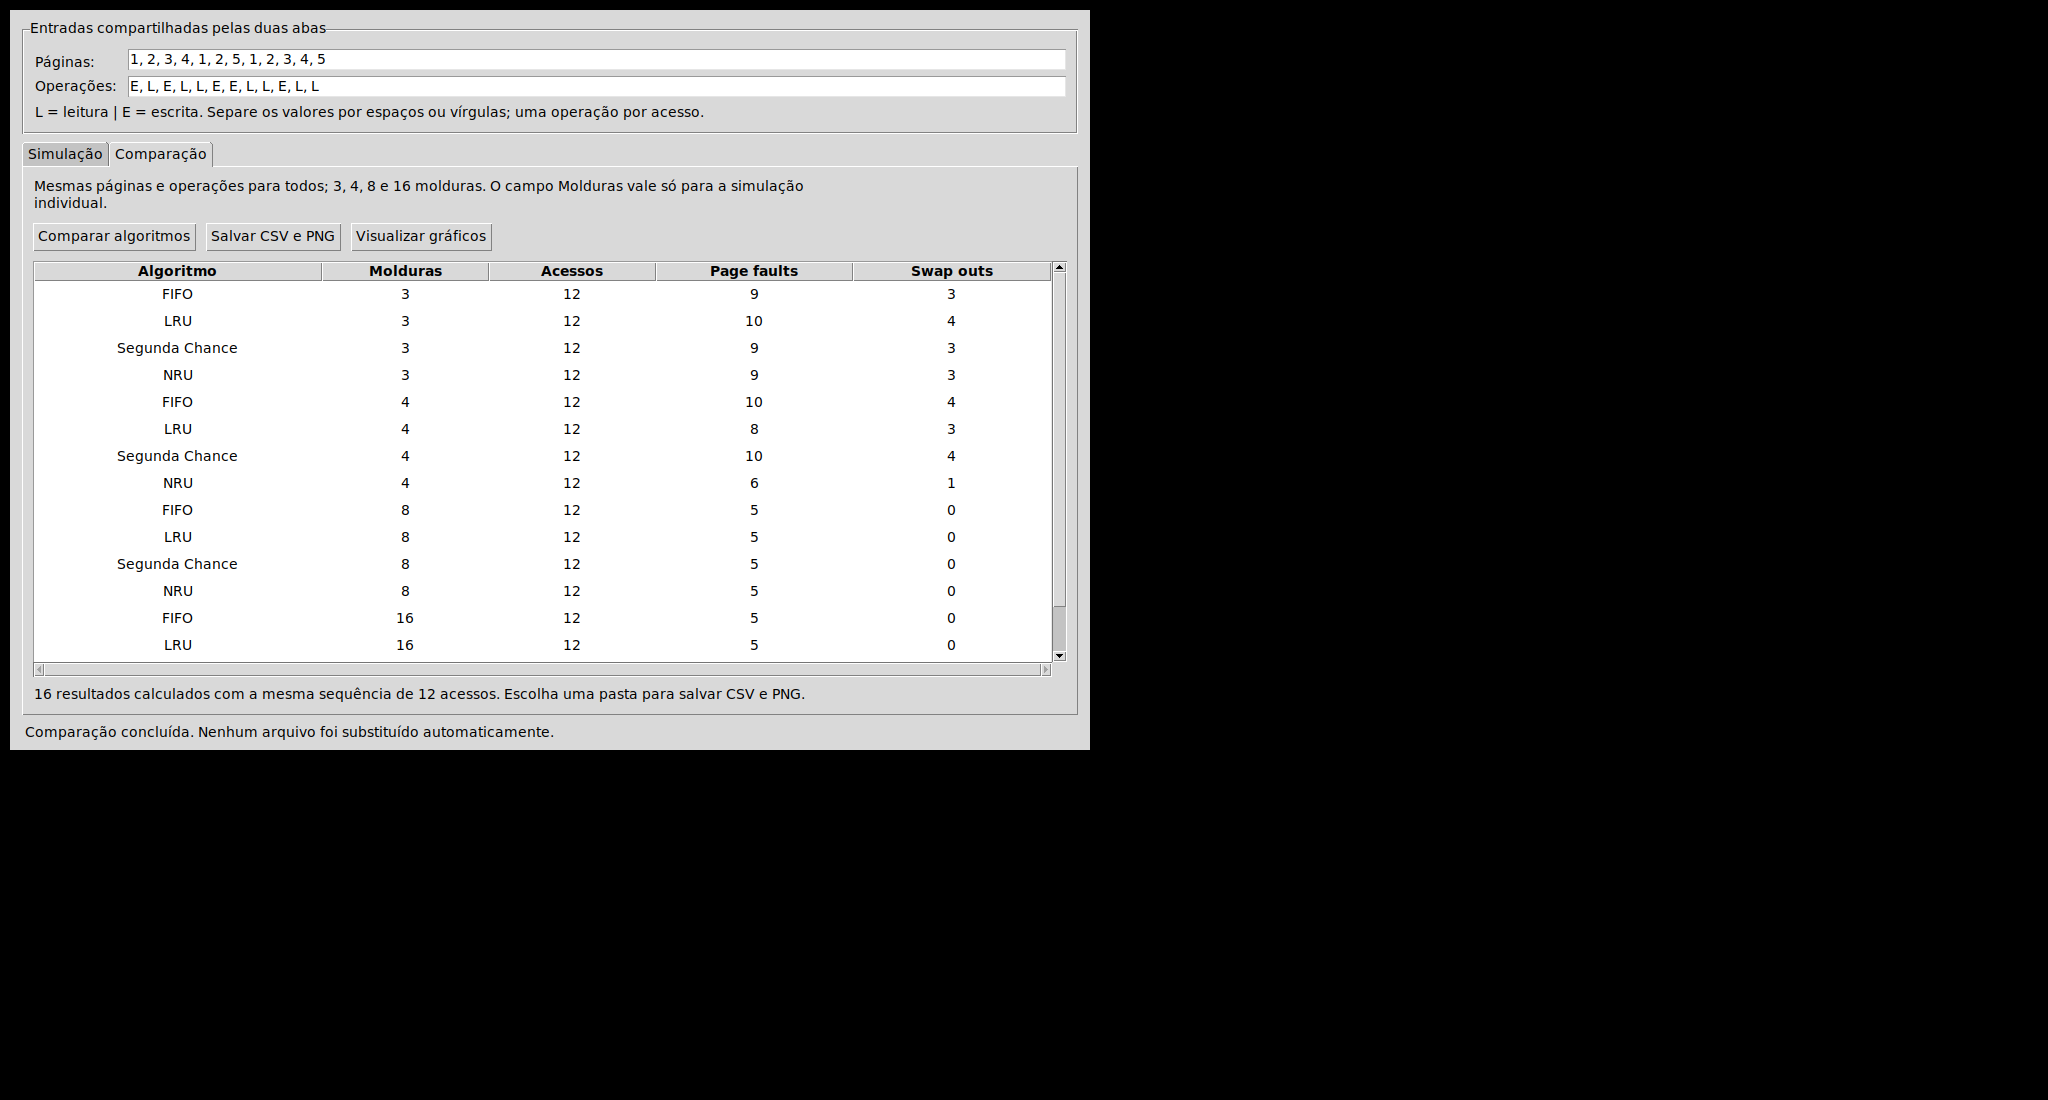 Entradas compartilhadas pelas duas abas
Páginas: 1, 2, 3, 4, 1, 2, 5, 1, 2, 3, 4, 5
Operações: E, L, E, L, L, E, E, L, L, E, L, L
L = leitura | E = escrita. Separe os valores por espaços ou vírgulas; uma operação por acesso.
Simulação Comparação
Mesmas páginas e operações para todos; 3, 4, 8 e 16 molduras. O campo Molduras vale só para a simulação
individual.
Comparar algoritmos Salvar CSV e PNG Visualizar gráficos
Algoritmo Molduras Acessos Page faults Swap outs
FIFO 3 12 9 3
LRU 3 12 10 4
Segunda Chance 3 12 9 3
NRU 3 12 9 3
FIFO 4 12 10 4
LRU 4 12 8 3
Segunda Chance 4 12 10 4
NRU 4 12 6 1
FIFO 8 12 5 0
LRU 8 12 5 0
Segunda Chance 8 12 5 0
NRU 8 12 5 0
FIFO 16 12 5 0
LRU 16 12 5 0
16 resultados calculados com a mesma sequência de 12 acessos. Escolha uma pasta para salvar CSV e PNG.
Comparação concluída. Nenhum arquivo foi substituído automaticamente.